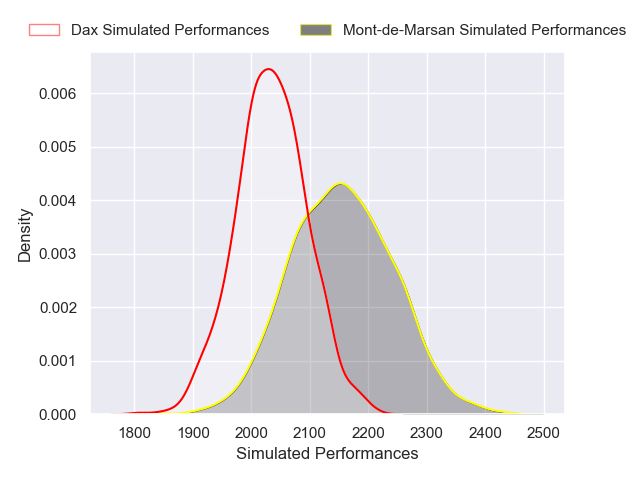 Dax Simulated Performances
Mont-de-Marsan Simulated Performances
Density
0.006
0.005
0.004
0.003
0.002
0.001
0.000
1800 1900 2000 2100 2200 2300 2400 2500
Simulated Performances